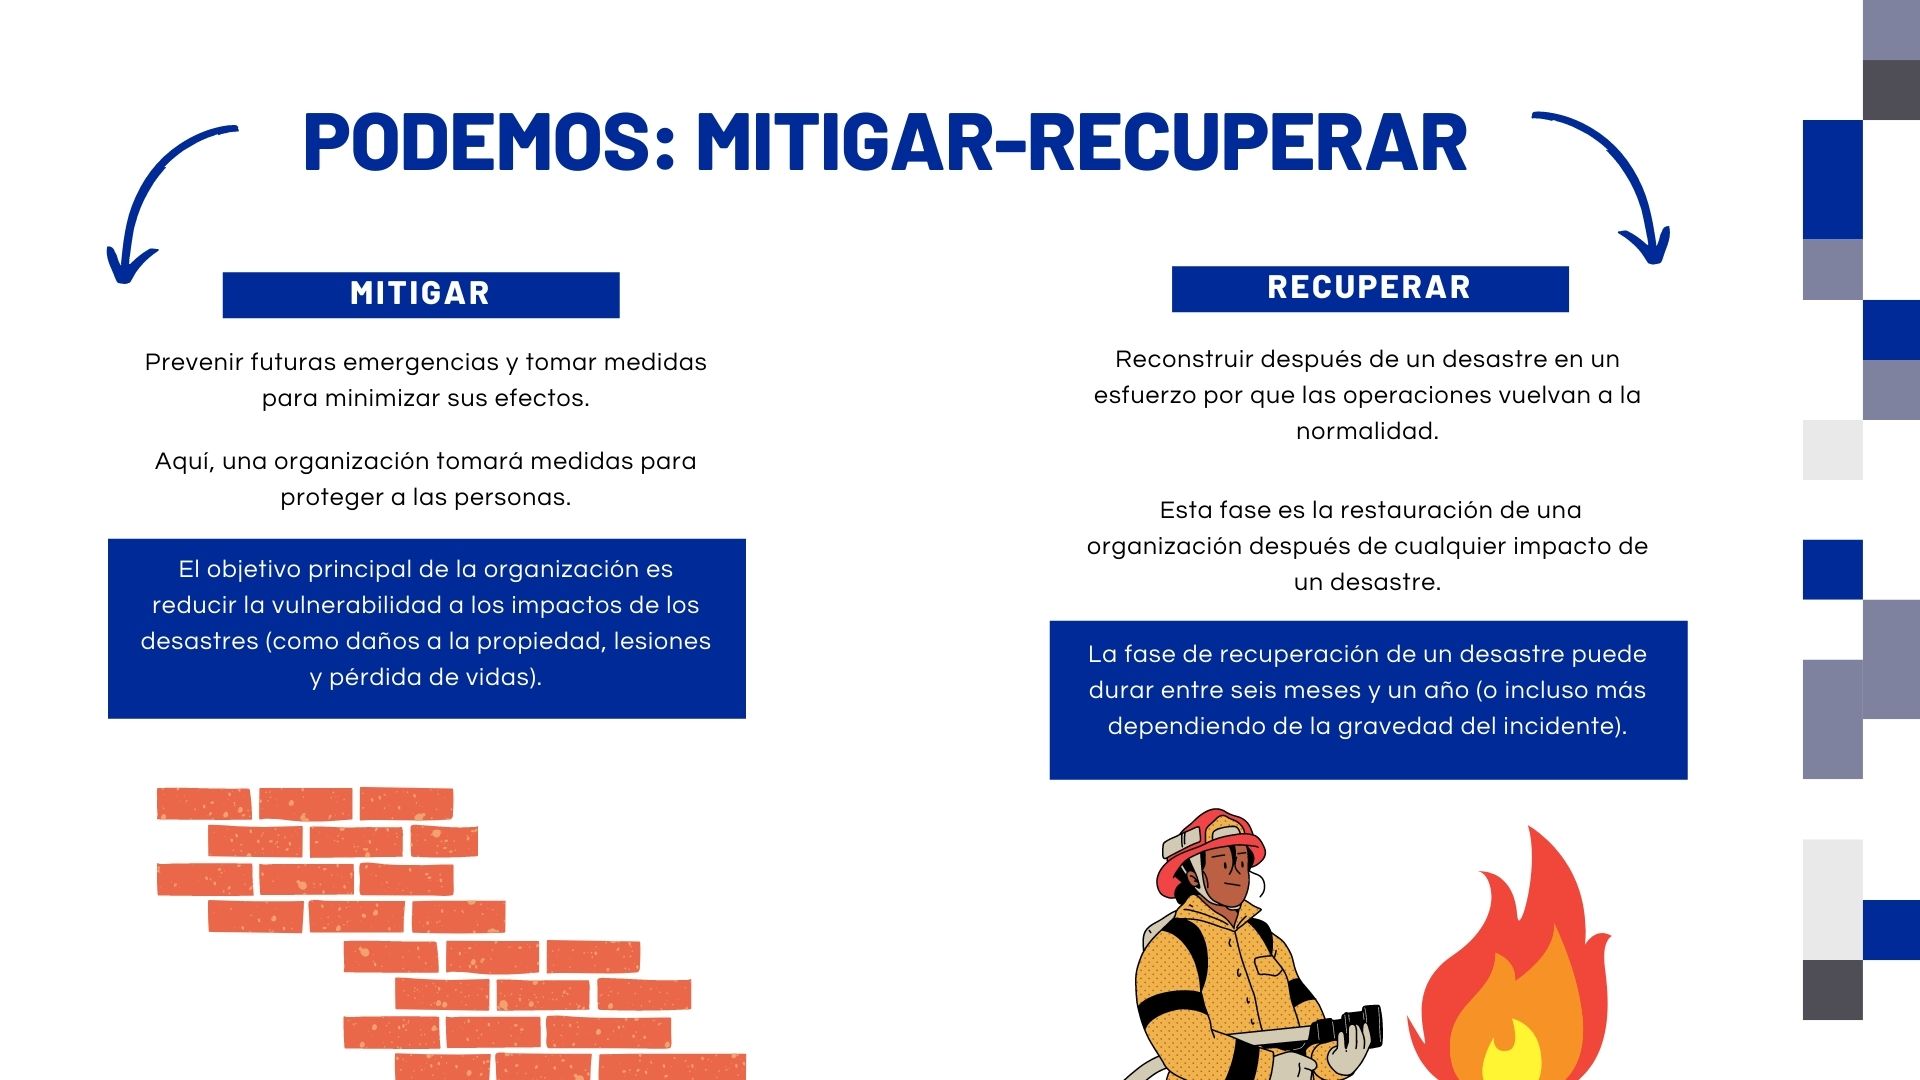 PODEMOS: MITIGAR-RECUPERAR
MITIGAR
Prevenir futuras emergencias y tomar medidas
para minimizar sus efectos.
Aquí, una organización tomará medidas para
proteger a las personas.
El objetivo principal de la organización es
reducir la vulnerabilidad a los impactos de los
desastres (como daños a la propiedad, lesiones
y pérdida de vidas).
RECUPERAR
Reconstruir después de un desastre en un
esfuerzo por que las operaciones vuelvan a la
normalidad.
Esta fase es la restauración de una
organización después de cualquier impacto de
un desastre.
La fase de recuperación de un desastre puede
durar entre seis meses y un año (o incluso más
dependiendo de la gravedad del incidente).